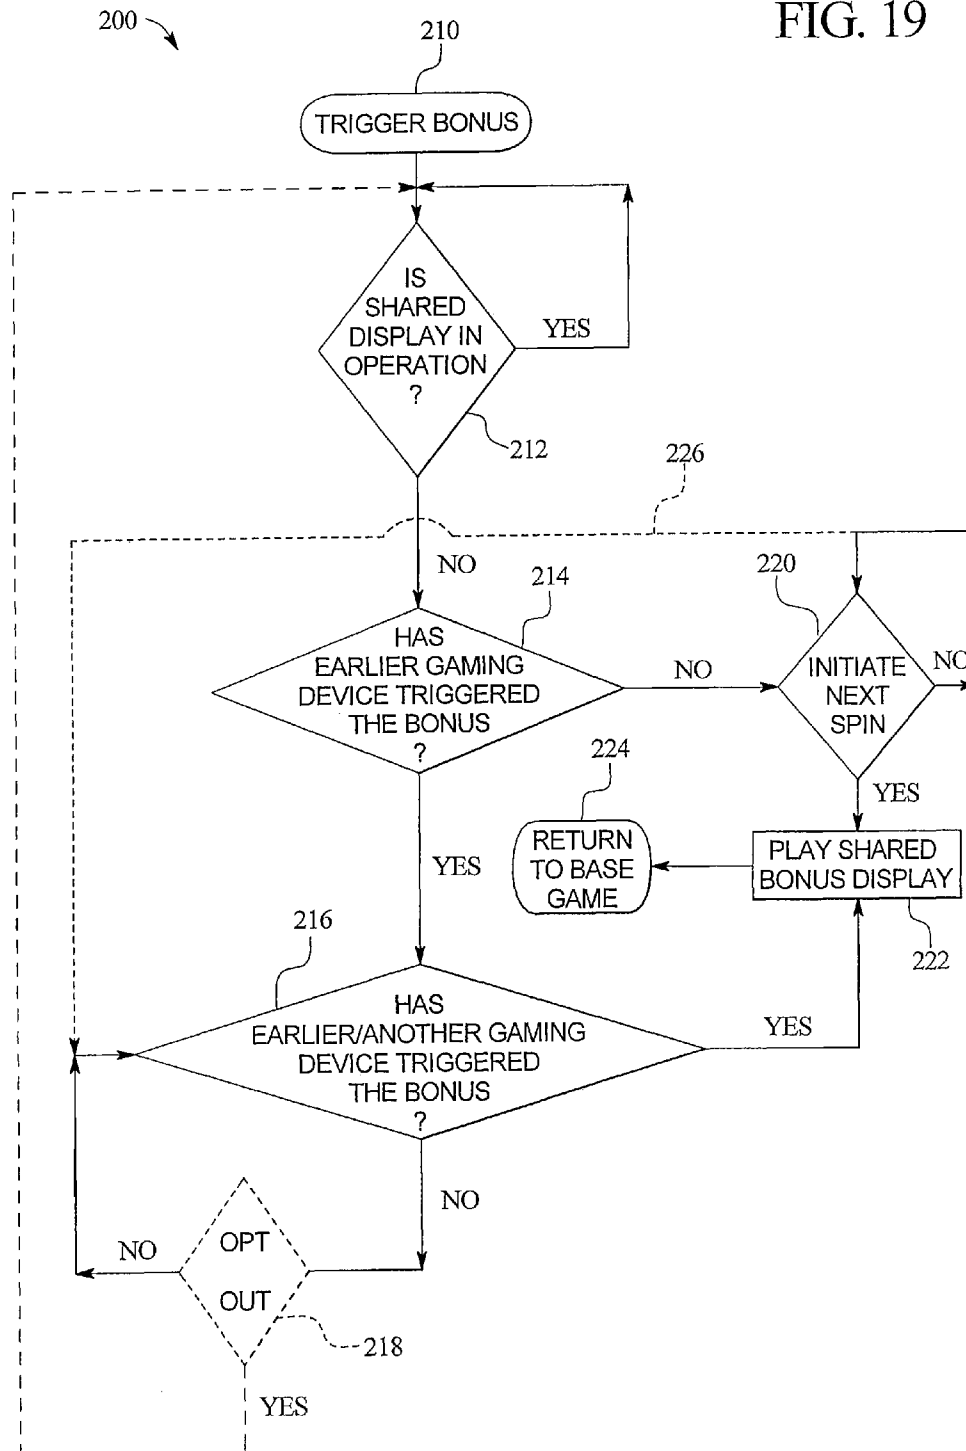 200
FIG. 19
210
TRIGGER BONUS
IS
SHARED
DISPLAY IN
OPERATION
?
YES
212
226
NO
214
220
HAS
EARLIER GAMING
DEVICE TRIGGERED
THE BONUS
?
NO
INITIATE
NEXT
SPIN
NO
224
YES
RETURN
TO BASE
GAME
PLAY SHARED
BONUS DISPLAY
222
YES
216
HAS
EARLIER/ANOTHER GAMING
DEVICE TRIGGERED
THE BONUS
?
YES
NO
OPT
OUT
NO
218
YES